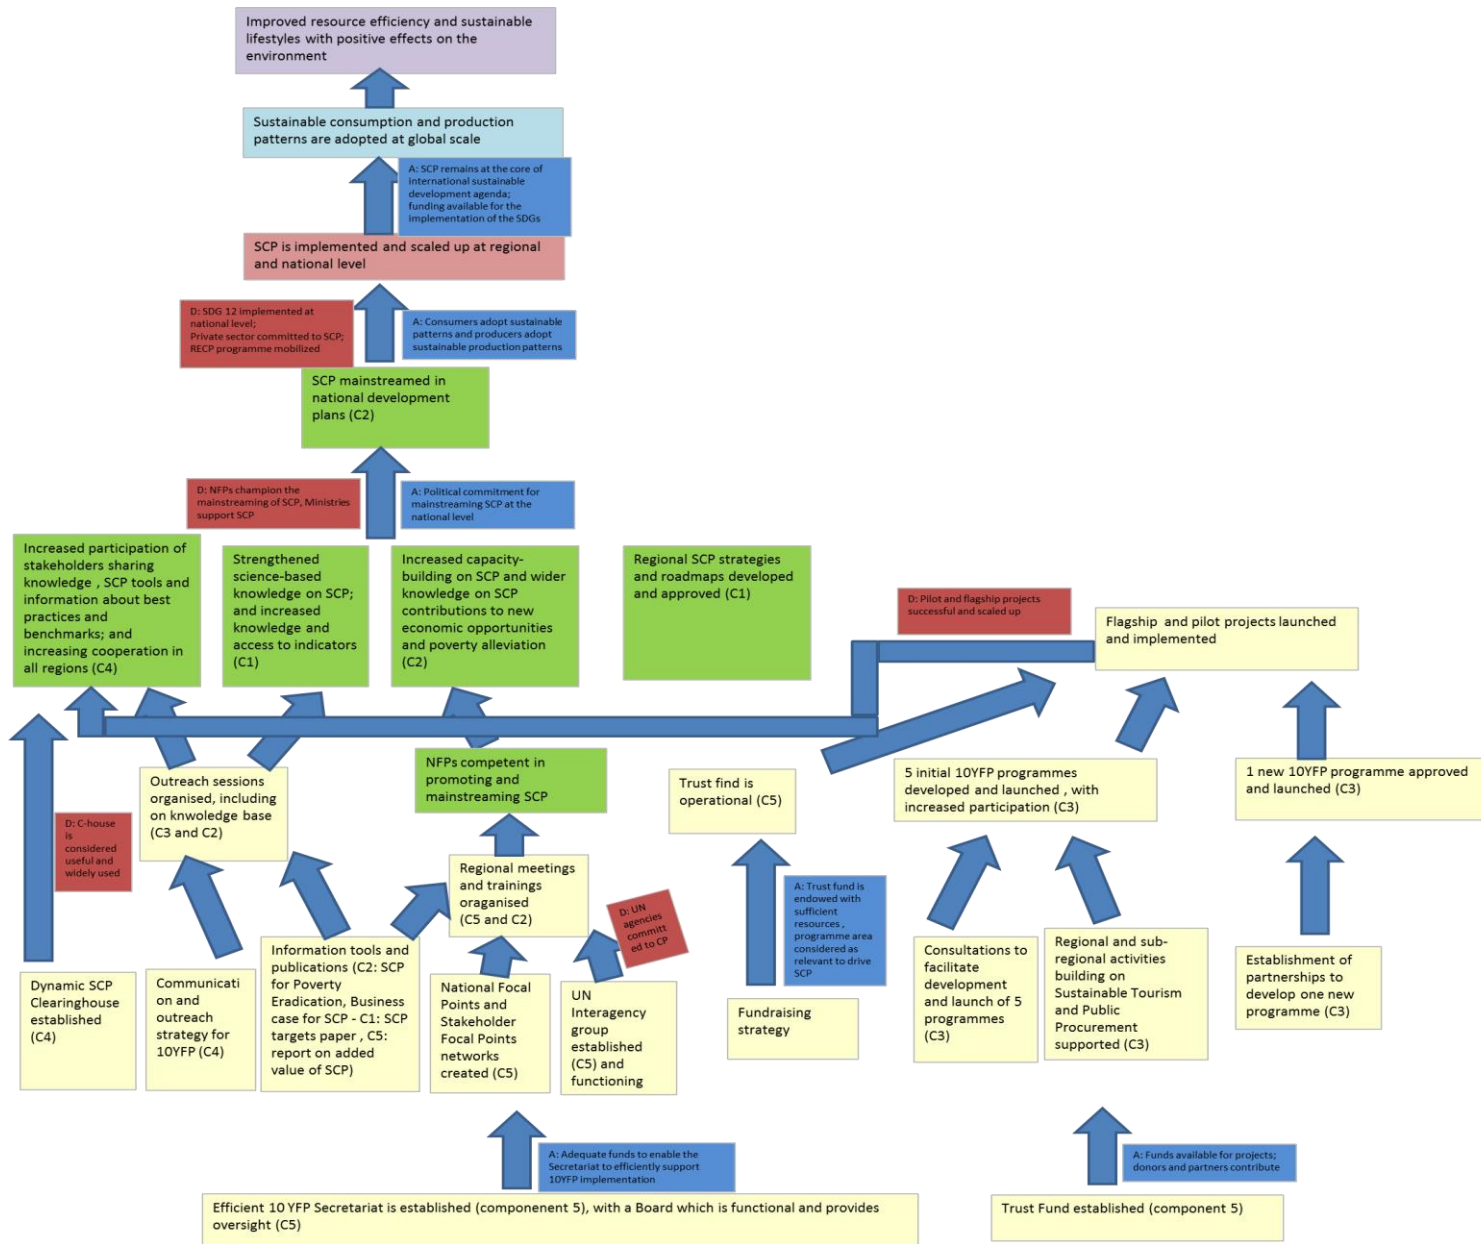 Improved resource efficiency and sustainable
lifestyles with positive effects on the
environment
Sustainable consumption and production
patterns are adopted at global scale
A: SCP remains at the core of
international sustainable
development agenda;
funding available for the
implementation of the SDGs
SCP is implemented and scaled up at regional
and national level
D: SDG 12 implemented at
national level;
Private sector committed to SCP;
RECP programme mobilized
A: Consumers adopt sustainable
patterns and producers adopt
sustainable production patterns
SCP mainstreamed in
national development
plans (C2)
D: NFPs champion the
mainstreaming of SCP, Ministries
support SCP
A: Political commitment for
mainstreaming SCP at the
national level
Increased participation of
stakeholders sharing
knowledge , SCP tools and
information about best
practices and
benchmarks; and
increasing cooperation in
all regions (C4)
Strengthened
science-based
knowledge on SCP;
and increased
knowledge and
access to indicators
(C1)
Increased capacity-
building on SCP and wider
knowledge on SCP
contributions to new
economic opportunities
and poverty alleviation
(C2)
Regional SCP strategies
and roadmaps developed
and approved (C1)
D: Pilot and flagship projects
successful and scaled up
Flagship  and pilot projects launched
and implemented
D: C-house
is
considered
useful and
widely used
Outreach sessions
organised, including
on knwoledge base
(C3 and C2)
NFPs competent in
promoting and
mainstreaming SCP
Trust find is
operational (C5)
5 initial 10YFP programmes
developed and launched , with
increased participation (C3)
1 new 10YFP programme approved
and launched (C3)
Regional meetings
and trainings
oraganised
(C5 and C2)
D: UN
agencies
committ
ed to CP
A: Trust fund is
endowed with
sufficient
resources ,
programme area
considered as
relevant to drive
SCP
Dynamic SCP
Clearinghouse
established
(C4)
Communicati
on and
outreach
strategy for
10YFP (C4)
Information tools and
publications (C2: SCP
for Poverty
Eradication, Business
case for SCP - C1: SCP
targets paper , C5:
report on added
value of SCP)
National Focal
Points and
Stakeholder
Focal Points
networks
created (C5)
UN
Interagency
group
established
(C5) and
functioning
Fundraising
strategy
Consultations to
facilitate
development
and launch of 5
programmes
(C3)
Regional and sub-
regional activities
building on
Sustainable Tourism
and Public
Procurement
supported (C3)
Establishment of
partnerships to
develop one new
programme (C3)
A: Adequate funds to enable the
Secretariat to efficiently support
10YFP implementation
A: Funds available for projects;
donors and partners contribute
Efficient 10 YFP Secretariat is established (componenent 5), with a Board which is functional and provides
oversight (C5)
Trust Fund established (component 5)